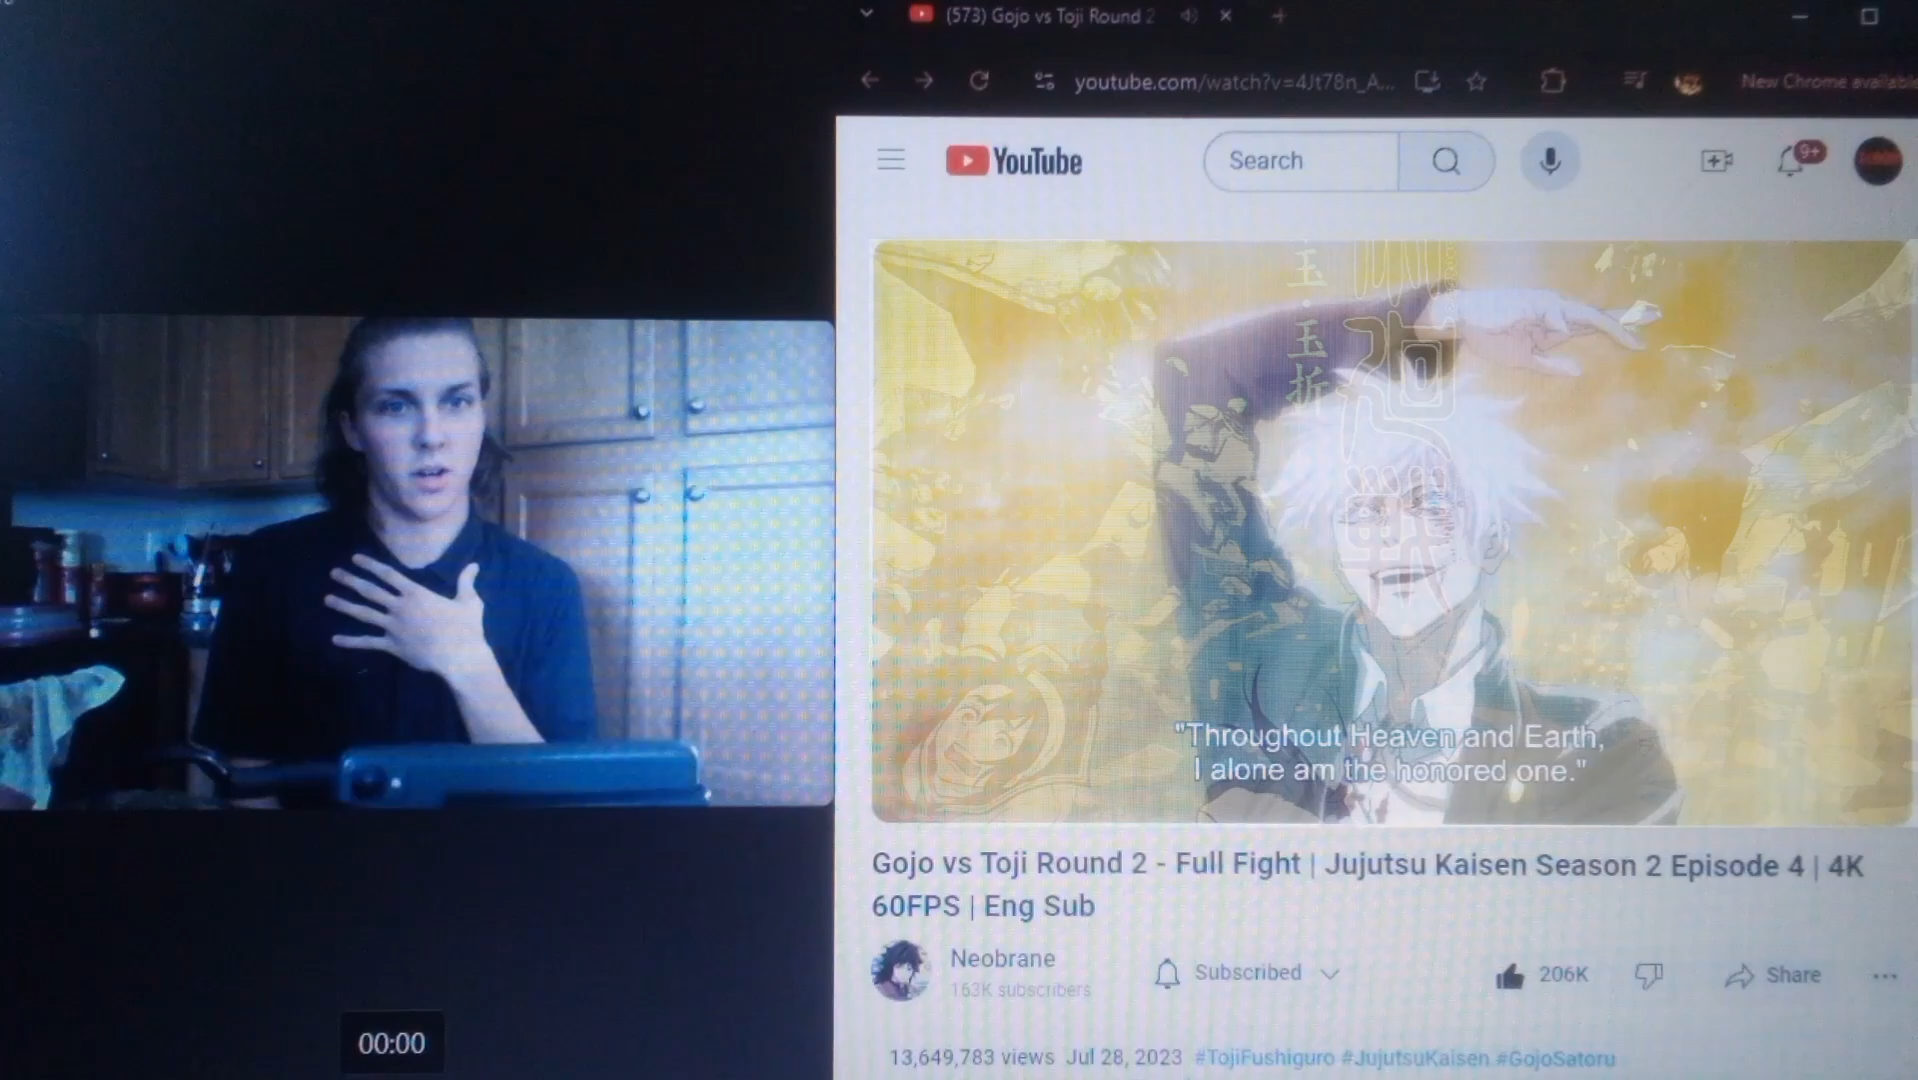 (573) Gojo vs Toji Round 2
youtube.com/watch?v=4Jt78n_A...
New Chrome available
YouTube
Search
9+
玉・玉折
"Throughout Heaven and Earth,
I alone am the honored one."
Gojo vs Toji Round 2 - Full Fight | Jujutsu Kaisen Season 2 Episode 4 | 4K
60FPS | Eng Sub
Neobrane
163K subscribers
Subscribed
206K
Share
00:00
13,649,783 views Jul 28, 2023 #TojiFushiguro #JujutsuKaisen #GojoSatoru